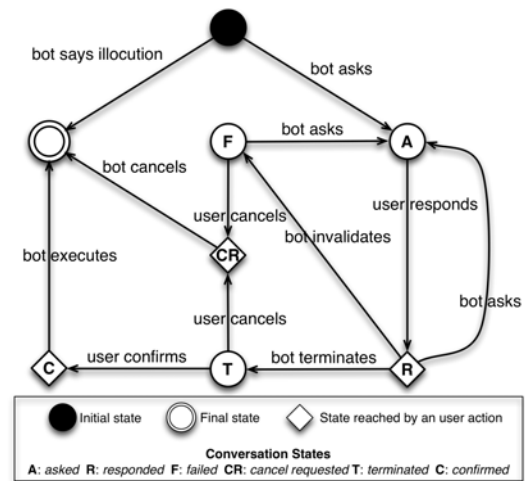 bot says illocution
bot asks
F
bot asks
A
bot cancels
user cancels
user responds
bot invalidates
CR
bot executes
bot asks
user cancels
C
user confirms
T
bot terminates
R
Initial state
Final state
State reached by an user action
Conversation States
A: asked R: responded F: failed CR: cancel requested T: terminated C: confirmed